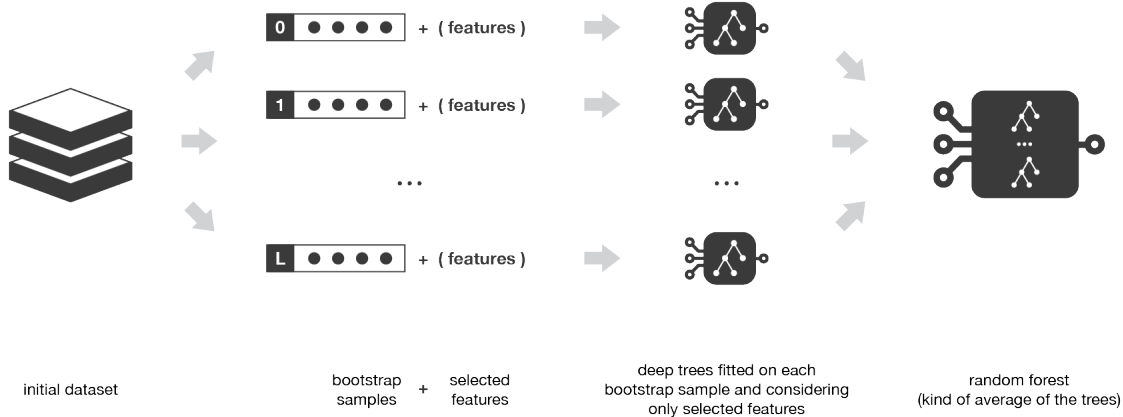 0
+ ( features )
1
+ ( features )
...
...
L
+ ( features )
initial dataset
bootstrap
samples
+
selected
features
deep trees fitted on each
bootstrap sample and considering
only selected features
random forest
(kind of average of the trees)